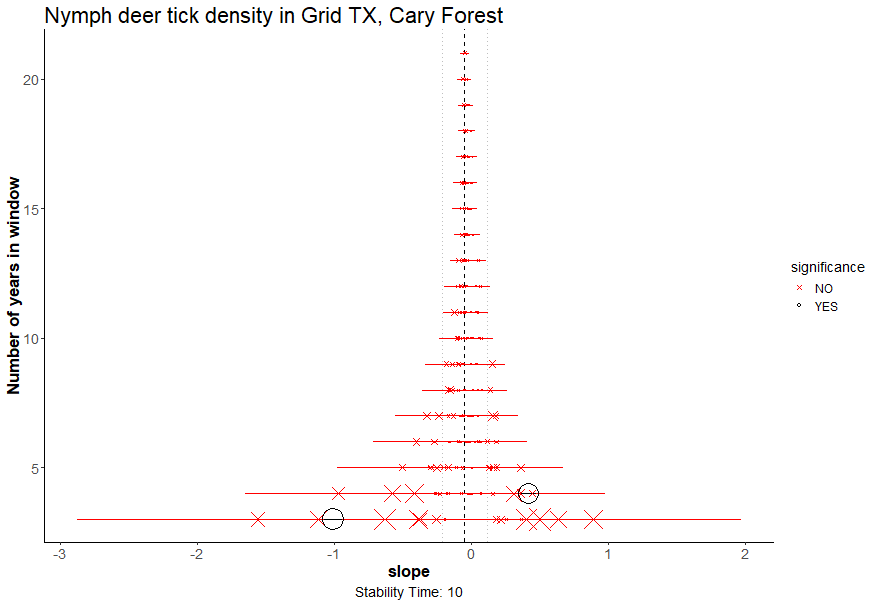 Nymph deer tick density in Grid TX, Cary Forest
Number of years in window
20
15
10
5
-3
-2
-1
0
1
2
slope
Stability Time: 10
significance
NO
YES